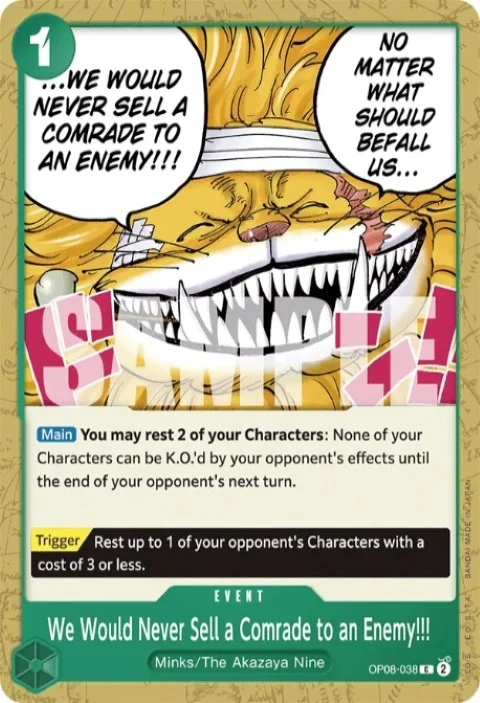 1
NO
MATTER
WHAT
SHOULD
BEFALL
US...
...WE WOULD
NEVER SELL A
COMRADE TO
AN ENEMY!!!
SAMPLE
Main You may rest 2 of your Characters: None of your
Characters can be K.O.'d by your opponent's effects until
the end of your opponent's next turn.
Trigger Rest up to 1 of your opponent's Characters with a
cost of 3 or less.
EVENT
We Would Never Sell a Comrade to an Enemy!!!
Minks/The Akazaya Nine
OP08-038 C 2
BANDAI MADE IN JAPAN